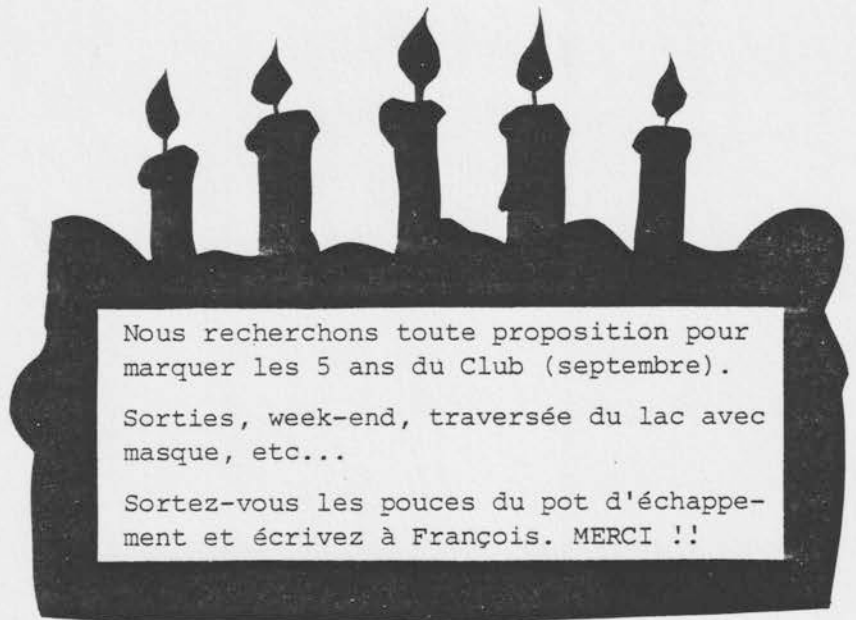 Nous recherchons toute proposition pour
marquer les 5 ans du Club (septembre).
Sorties, week-end, traversée du lac avec
masque, etc...
Sortez-vous les pouces du pot d'échappe-
ment et écrivez à François. MERCI !!